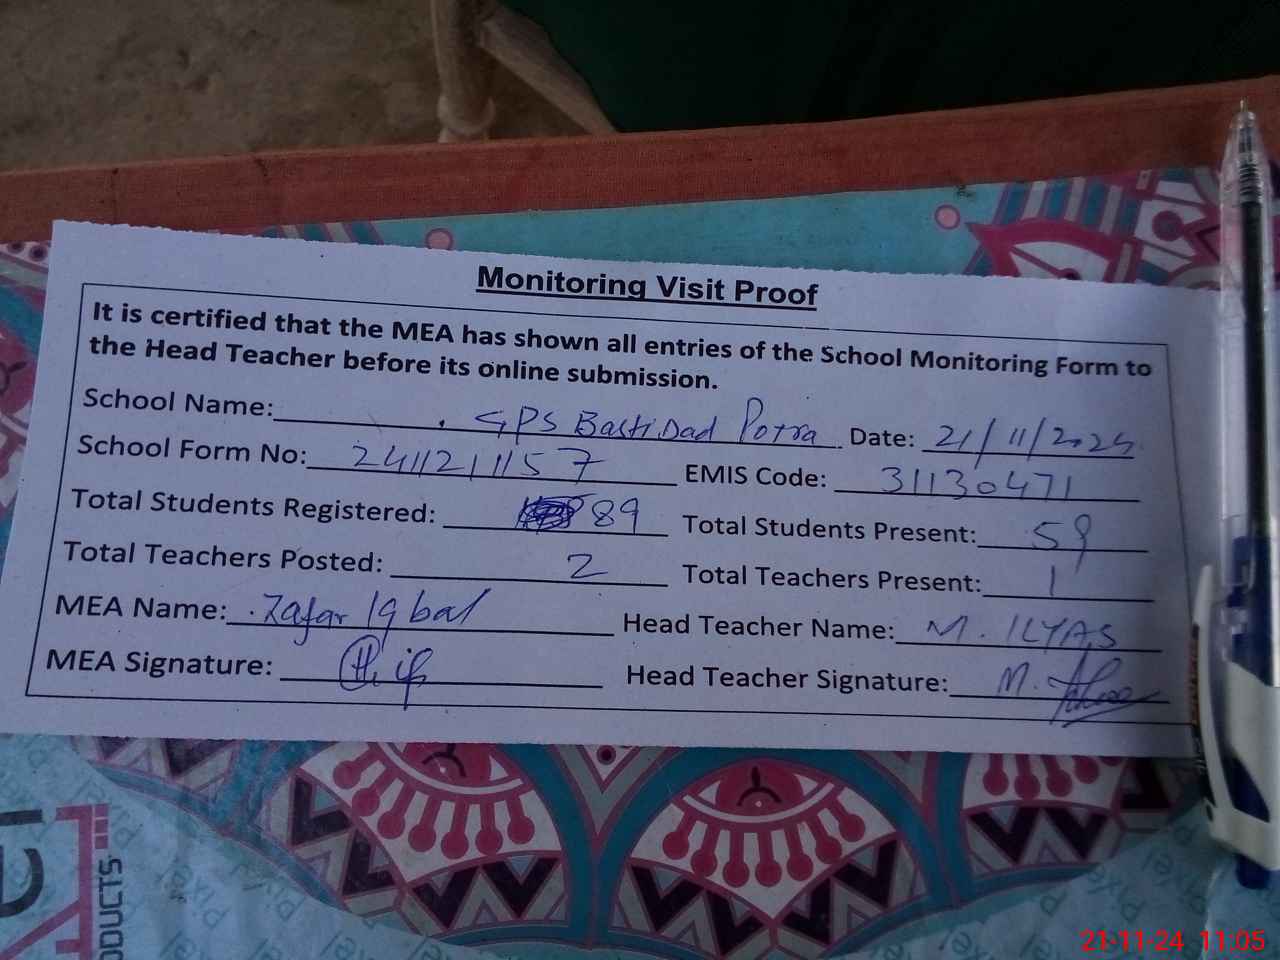 Monitoring Visit Proof
It is certified that the MEA has shown all entries of the School Monitoring Form to
the Head Teacher before its online submission.
School Name: GPS Basti Dad Potra Date: 21/11/2024
School Form No: 2411211157 EMIS Code: 31130471
Total Students Registered: 89 Total Students Present: 59
Total Teachers Posted: 2 Total Teachers Present: 1
MEA Name: Zafar Iqbal Head Teacher Name: M. ILYAS
MEA Signature: Head Teacher Signature: M.
DUCTS
pixel
21-11-24 11:05